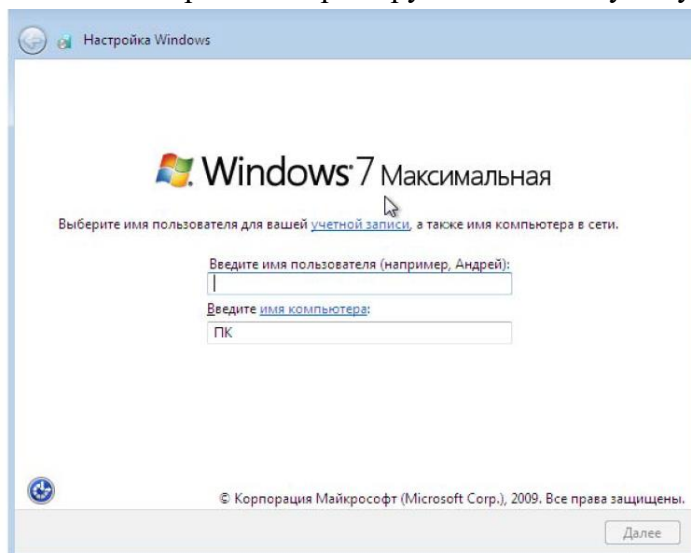 Настройка Windows
Windows 7 Максимальная
Выберите имя пользователя для вашей учетной записи, а также имя компьютера в сети.
Введите имя пользователя (например, Андрей):
Введите имя компьютера:
ПК
© Корпорация Майкрософт (Microsoft Corp.), 2009. Все права защищены.
Далее